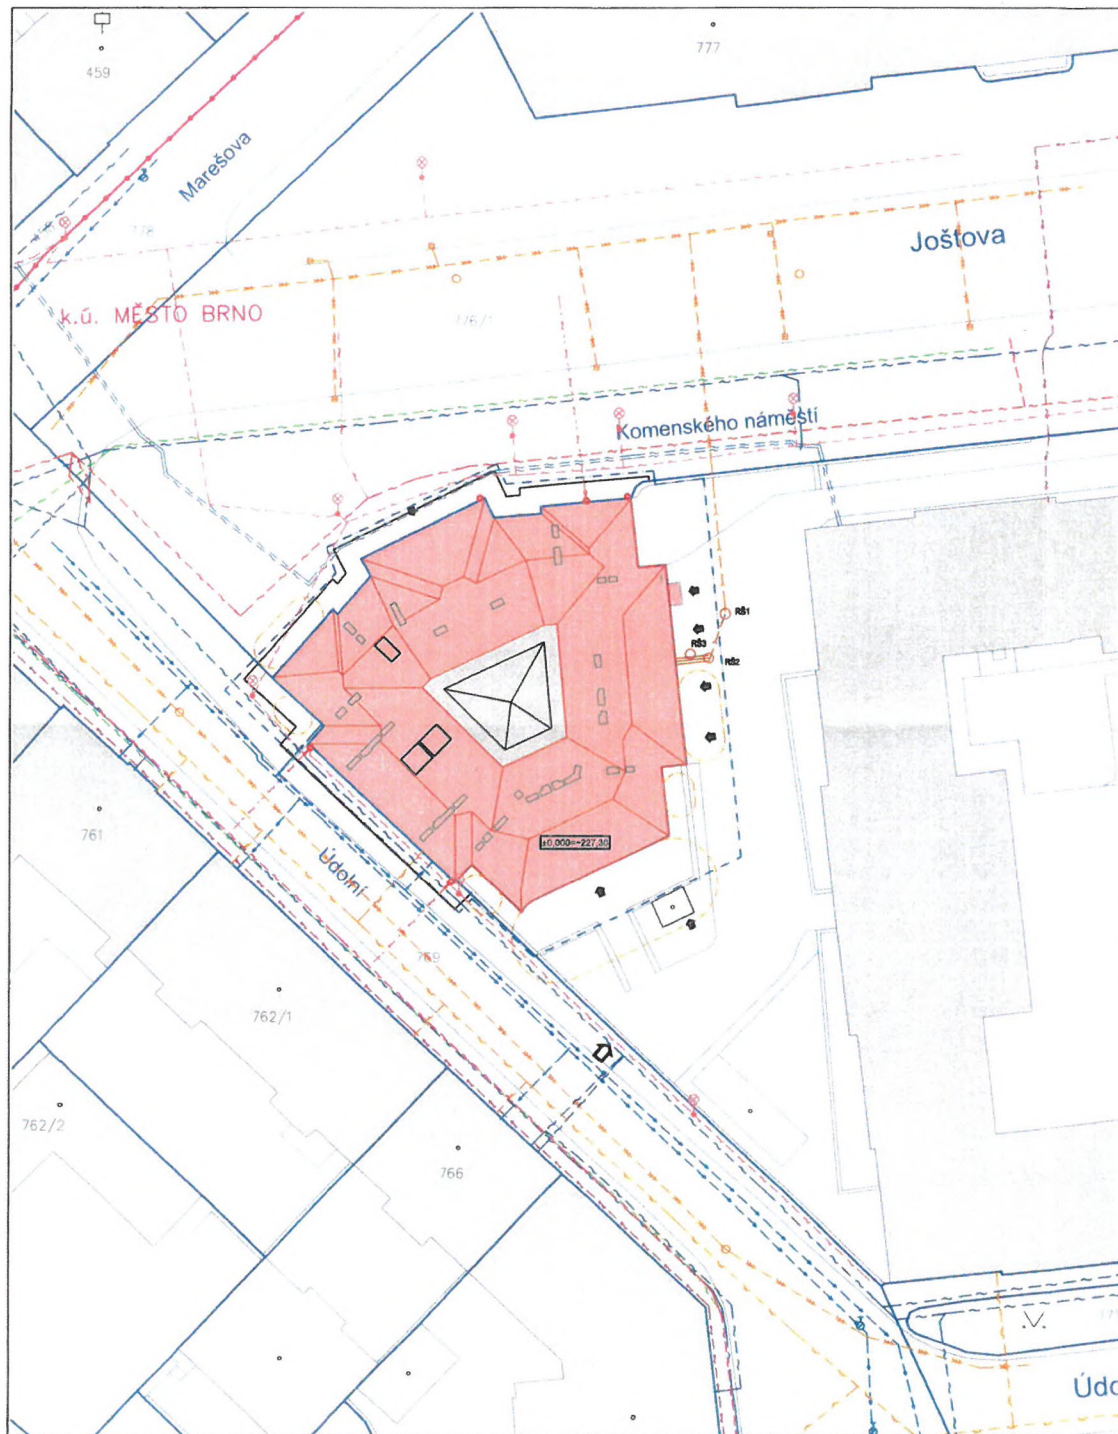 459
777
Marešova
778
Joštova
k.ú. MĚSTO BRNO
776/1
Komenského náměstí
RŠ1
RŠ3
RŠ2
761
±0,000=~227,30
Údolní
769
762/1
762/2
766
Údo